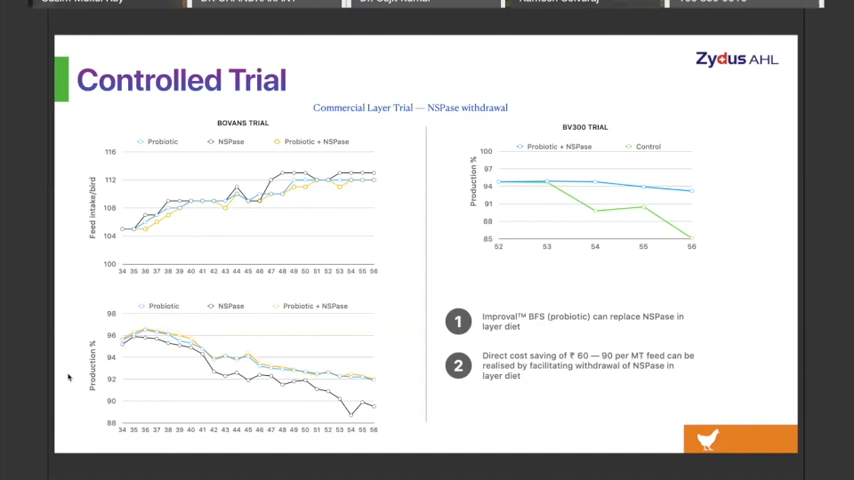 Zydus AHL
Controlled Trial
Commercial Layer Trial — NSPase withdrawal
BOVANS TRIAL
Probiotic NSPase Probiotic + NSPase
Feed intake/bird
116
112
108
104
100
34 35 36 37 38 39 40 41 42 43 44 45 46 47 48 49 50 51 52 53 54 55 56
Probiotic NSPase Probiotic + NSPase
Production %
98
96
94
92
90
88
34 35 36 37 38 39 40 41 42 43 44 45 46 47 48 49 50 51 52 53 54 55 56
BV300 TRIAL
Probiotic + NSPase Control
Production %
100
97
94
91
88
85
52 53 54 55 56
1
Improval™ BFS (probiotic) can replace NSPase in
layer diet
2
Direct cost saving of ₹ 60 — 90 per MT feed can be
realised by facilitating withdrawal of NSPase in
layer diet